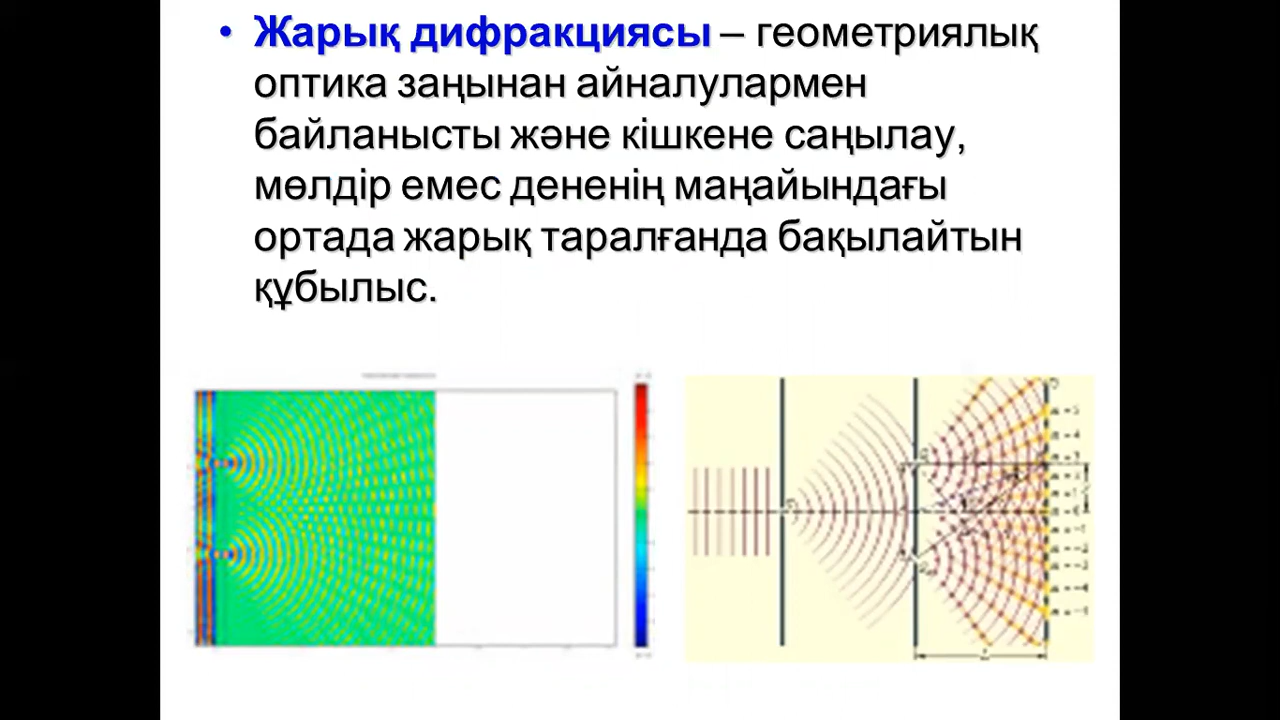 • Жарық дифракциясы – геометриялық
оптика заңынан айналулармен
байланысты және кішкене саңылау,
мөлдір емес дененің маңайындағы
ортада жарық таралғанда бақылайтын
құбылыс.